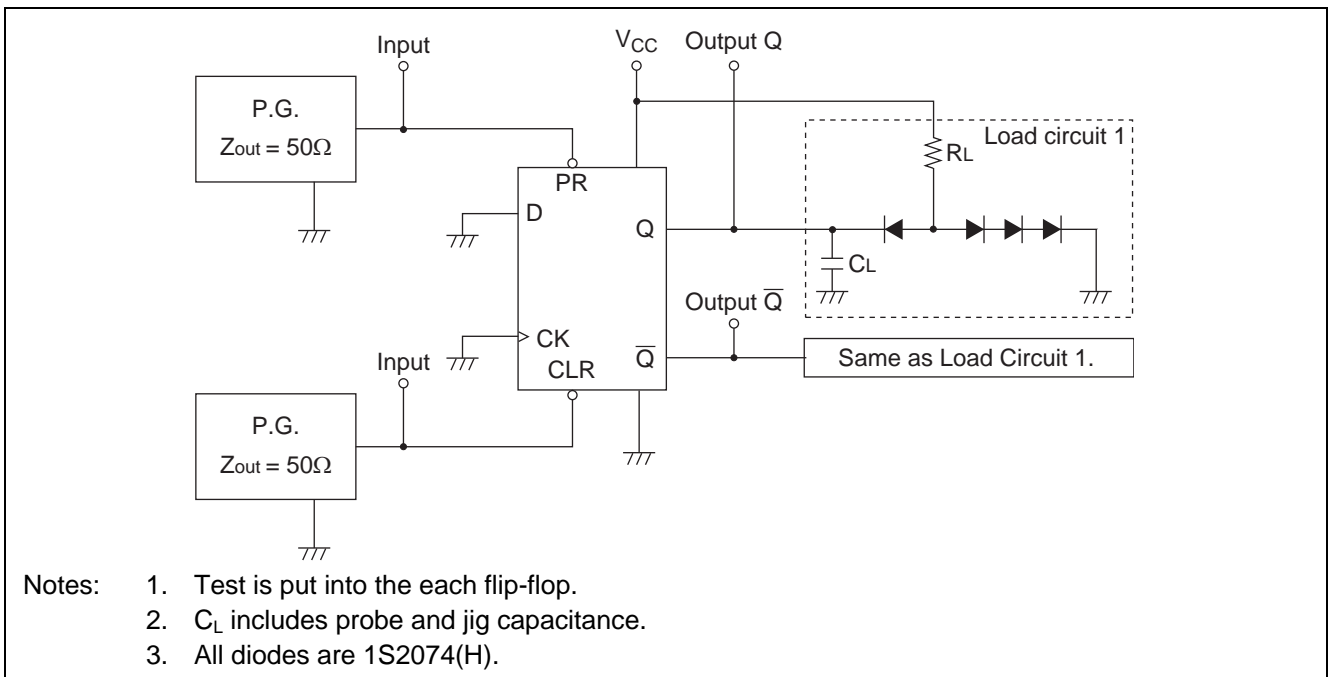 Input
V_CC
Output Q
P.G.
Zout = 50Ω
Load circuit 1
RL
PR
D
Q
CL
Output Q̅
CK
Q̅
Same as Load Circuit 1.
Input
CLR
P.G.
Zout = 50Ω
Notes: 1. Test is put into the each flip-flop.
2. C_L includes probe and jig capacitance.
3. All diodes are 1S2074(H).